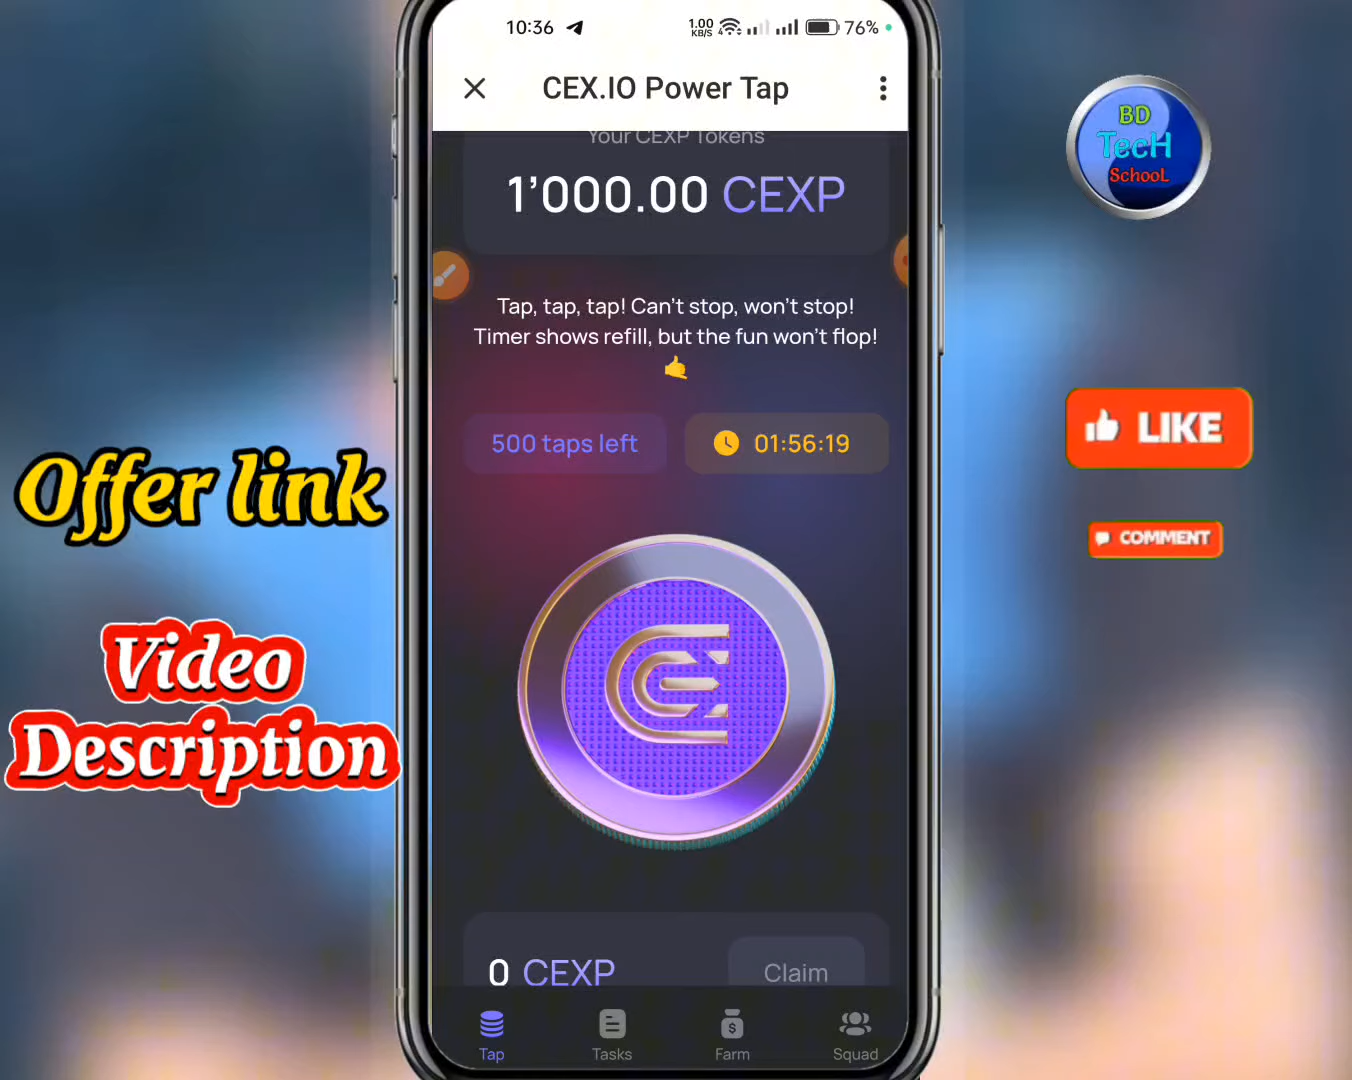 10:36
1.00
KB/S
76%
CEX.IO Power Tap
Your CEXP Tokens
1’000.00 CEXP
Tap, tap, tap! Can’t stop, won’t stop!
Timer shows refill, but the fun won’t flop!
🤙
500 taps left
01:56:19
0 CEXP
Claim
Tap
Tasks
Farm
Squad
Offer link
Video
Description
BD
TecH
SchooL
LIKE
COMMENT